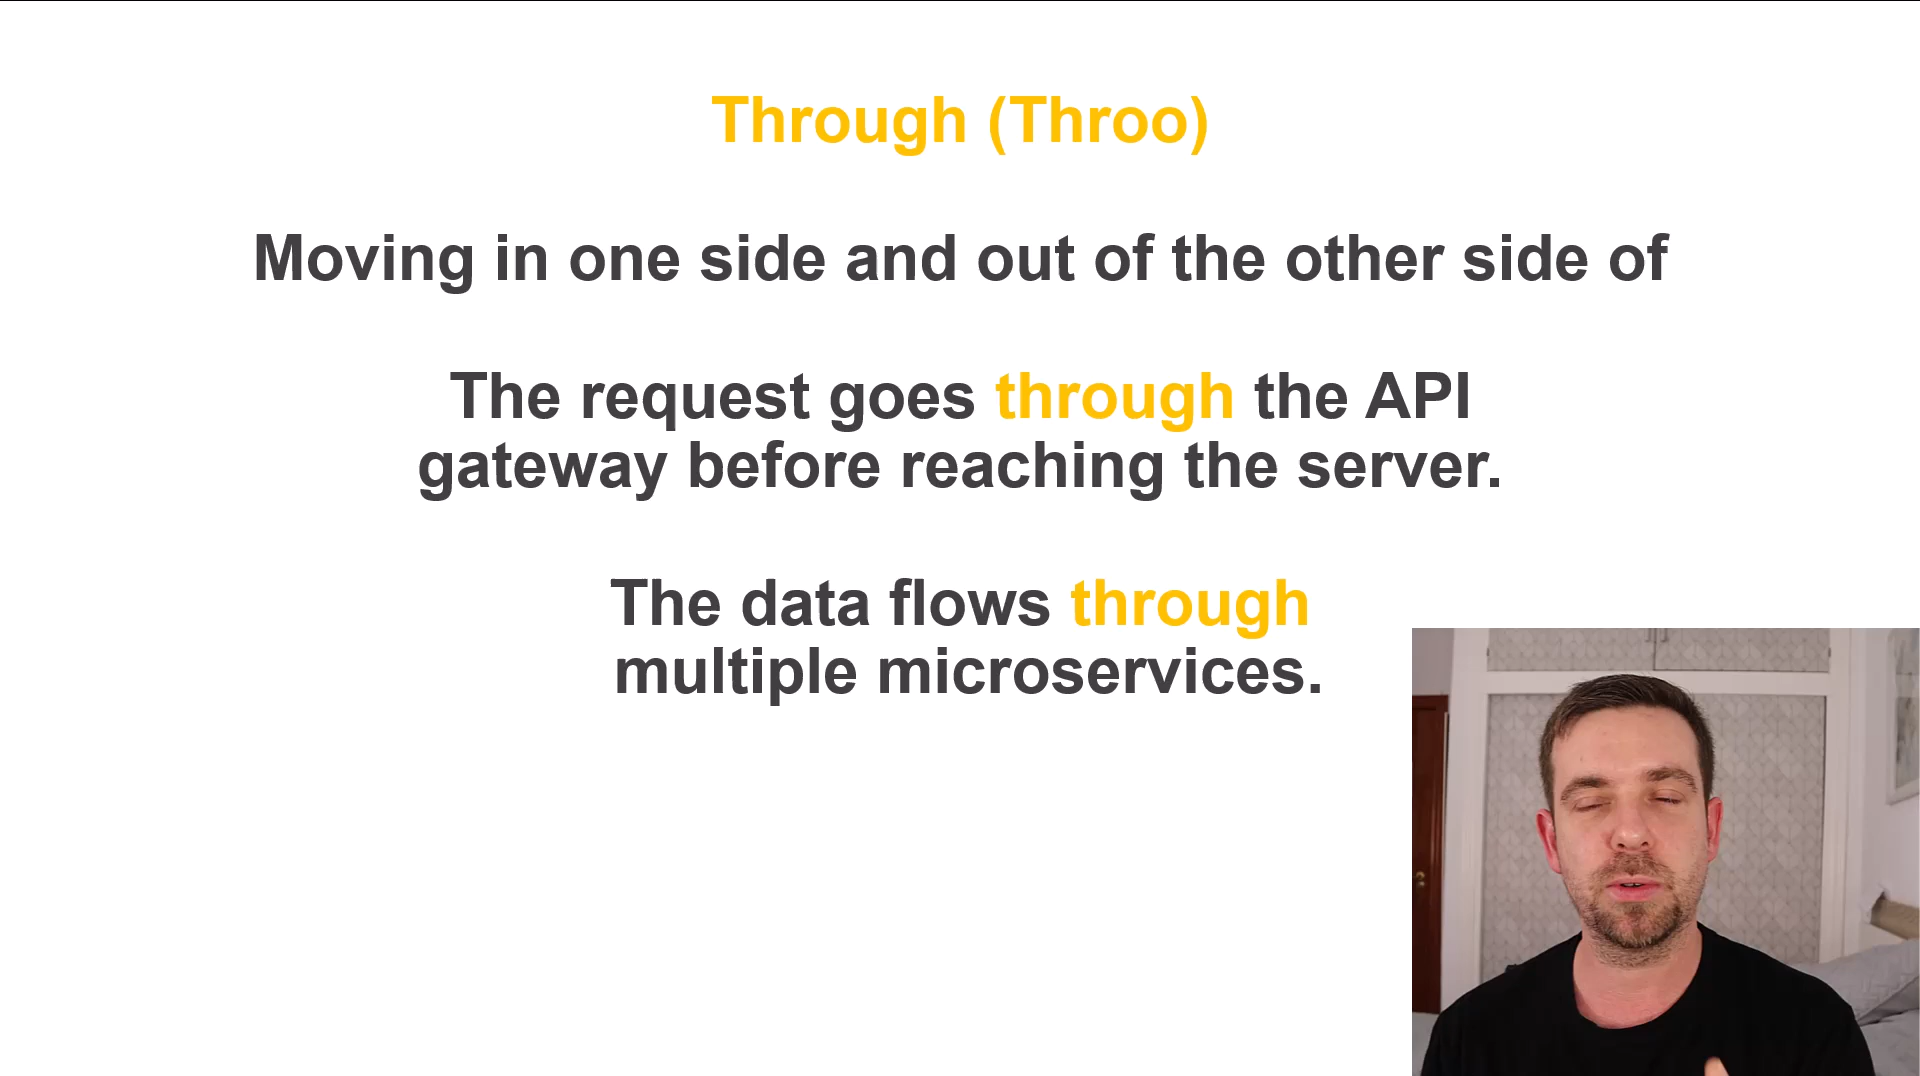 Through (Throo)
Moving in one side and out of the other side of
The request goes through the API
gateway before reaching the server.
The data flows through
multiple microservices.